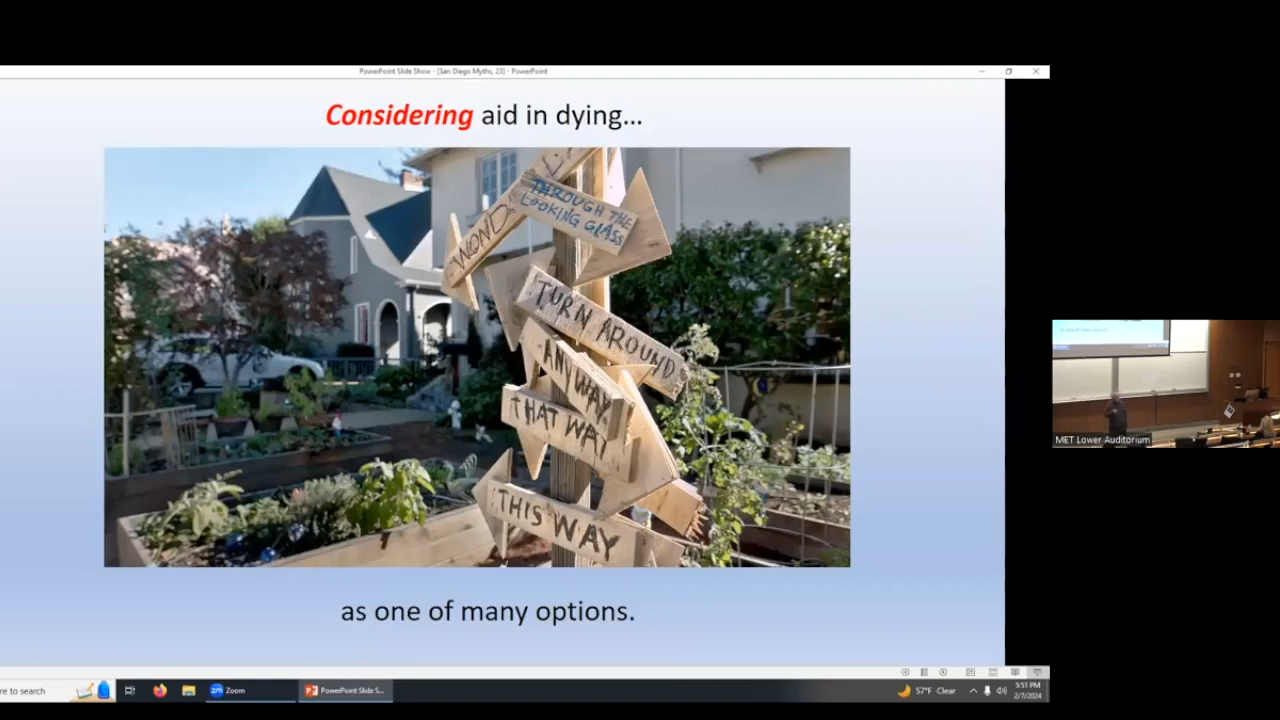 PowerPoint Slide Show - [San Diego Myths, 23] - PowerPoint
Considering aid in dying...
THROUGH THE
LOOKING GLASS
WOND
TURN AROUND
ANYWAY
THAT WAY
THIS WAY
as one of many options.
MET Lower Auditorium
re to search
Zoom
PowerPoint Slide S...
57°F Clear
5:51 PM
2/7/2024